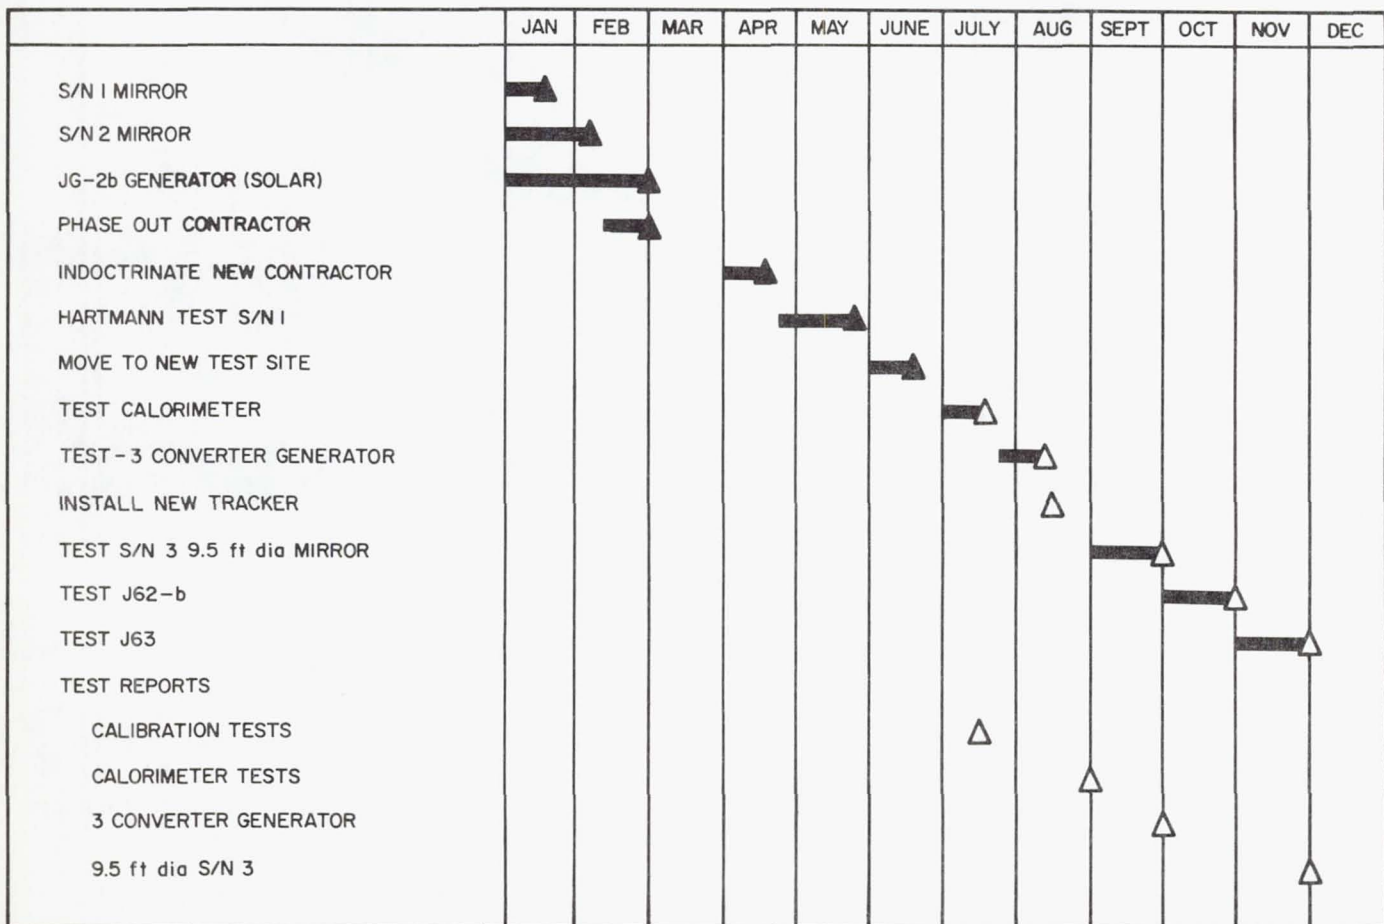 JAN FEB MAR APR MAY JUNE JULY AUG SEPT OCT NOV DEC
S/N 1 MIRROR
S/N 2 MIRROR
JG-2b GENERATOR (SOLAR)
PHASE OUT CONTRACTOR
INDOCTRINATE NEW CONTRACTOR
HARTMANN TEST S/N 1
MOVE TO NEW TEST SITE
TEST CALORIMETER
TEST-3 CONVERTER GENERATOR
INSTALL NEW TRACKER
TEST S/N 3 9.5 ft dia MIRROR
TEST J62-b
TEST J63
TEST REPORTS
CALIBRATION TESTS
CALORIMETER TESTS
3 CONVERTER GENERATOR
9.5 ft dia S/N 3